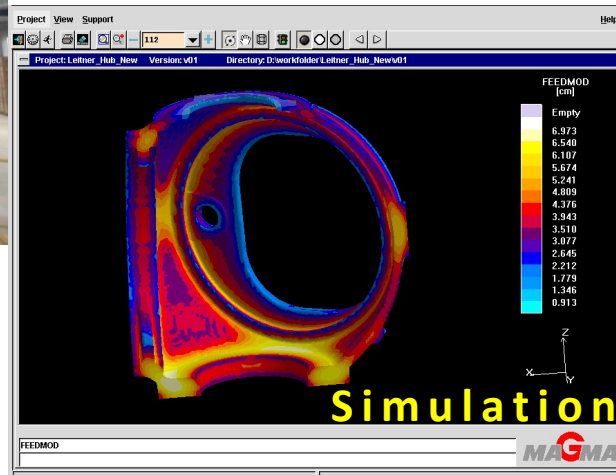 Project View Support Help
112
Project: Leitner_Hub_New Version: v01 Directory: D:\workfolder\Leitner_Hub_New\v01
FEEDMOD
[cm]
Empty
6.973
6.540
6.107
5.674
5.241
4.809
4.376
3.943
3.510
3.077
2.645
2.212
1.779
1.346
0.913
Z
X
Y
Simulation
FEEDMOD
MAGMA